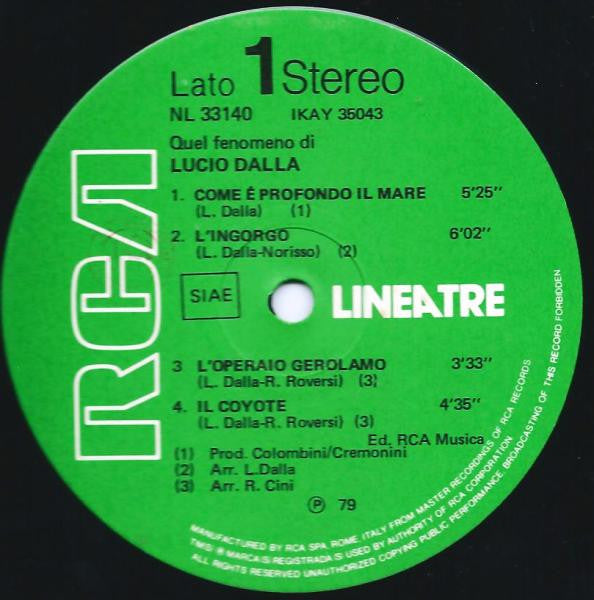 Lato 1 Stereo
NL 33140 IKAY 35043
Quel fenomeno di
LUCIO DALLA
1. COME É PROFONDO IL MARE 5'25"
(L. Dalla) (1)
2. L'INGORGO 6'02"
(L. Dalla-Norisso) (2)
RCA
SIAE
LINEATRE
3 L'OPERAIO GEROLAMO 3'33"
(L. Dalla-R. Roversi) (3)
4. IL COYOTE 4'35"
(L. Dalla-R. Roversi) (3)
Ed. RCA Musica
(1) Prod. Colombini/Cremonini
(2) Arr. L.Dalla
(3) Arr. R. Cini
℗ 79
MANUFACTURED BY RCA SPA, ROME, ITALY FROM MASTER RECORDINGS OF RCA RECORDS
TM(S) ® MARCA(S) REGISTRADA(S) USED BY AUTHORITY OF RCA CORPORATION
ALL RIGHTS RESERVED UNAUTHORIZED COPYING PUBLIC PERFORMANCE, BROADCASTING OF THIS RECORD FORBIDDEN